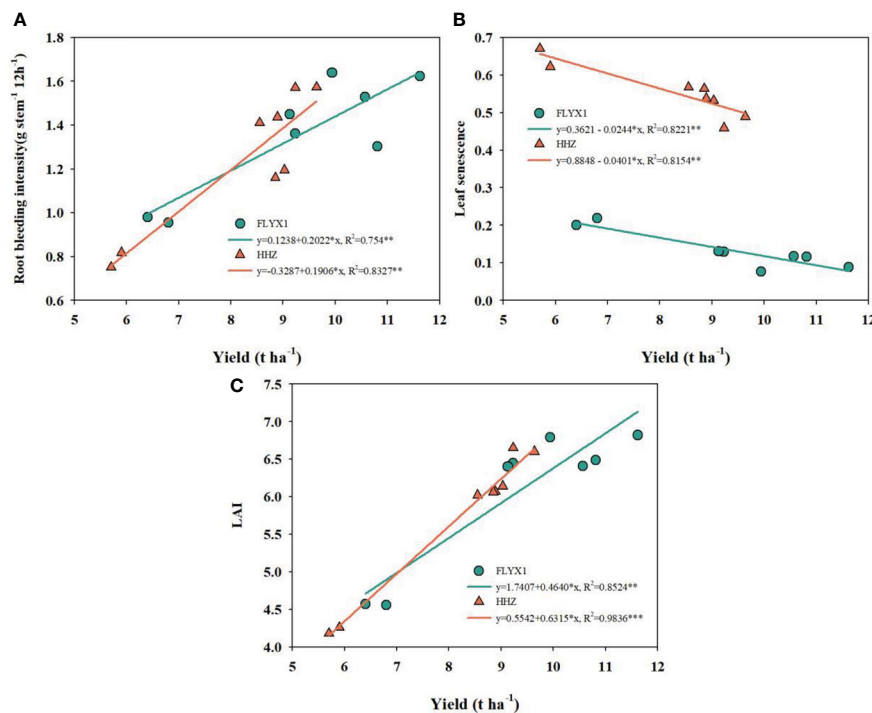 A
Root bleeding intensity(g stem⁻¹ 12h⁻¹)
1.8
1.6
1.4
1.2
1.0
0.8
0.6
FLYX1
y=0.1238+0.2022*x, R²=0.754**
HHZ
y=-0.3287+0.1906*x, R²=0.8327**
5 6 7 8 9 10 11 12
Yield (t ha⁻¹)
B
Leaf senescence
0.7
0.6
0.5
0.4
0.3
0.2
0.1
0.0
FLYX1
y=0.3621 - 0.0244*x, R²=0.8221**
HHZ
y=0.8848 - 0.0401*x, R²=0.8154**
5 6 7 8 9 10 11 12
Yield (t ha⁻¹)
C
LAI
7.5
7.0
6.5
6.0
5.5
5.0
4.5
4.0
FLYX1
y=1.7407+0.4640*x, R²=0.8524**
HHZ
y=0.5542+0.6315*x, R²=0.9836***
5 6 7 8 9 10 11 12
Yield (t ha⁻¹)